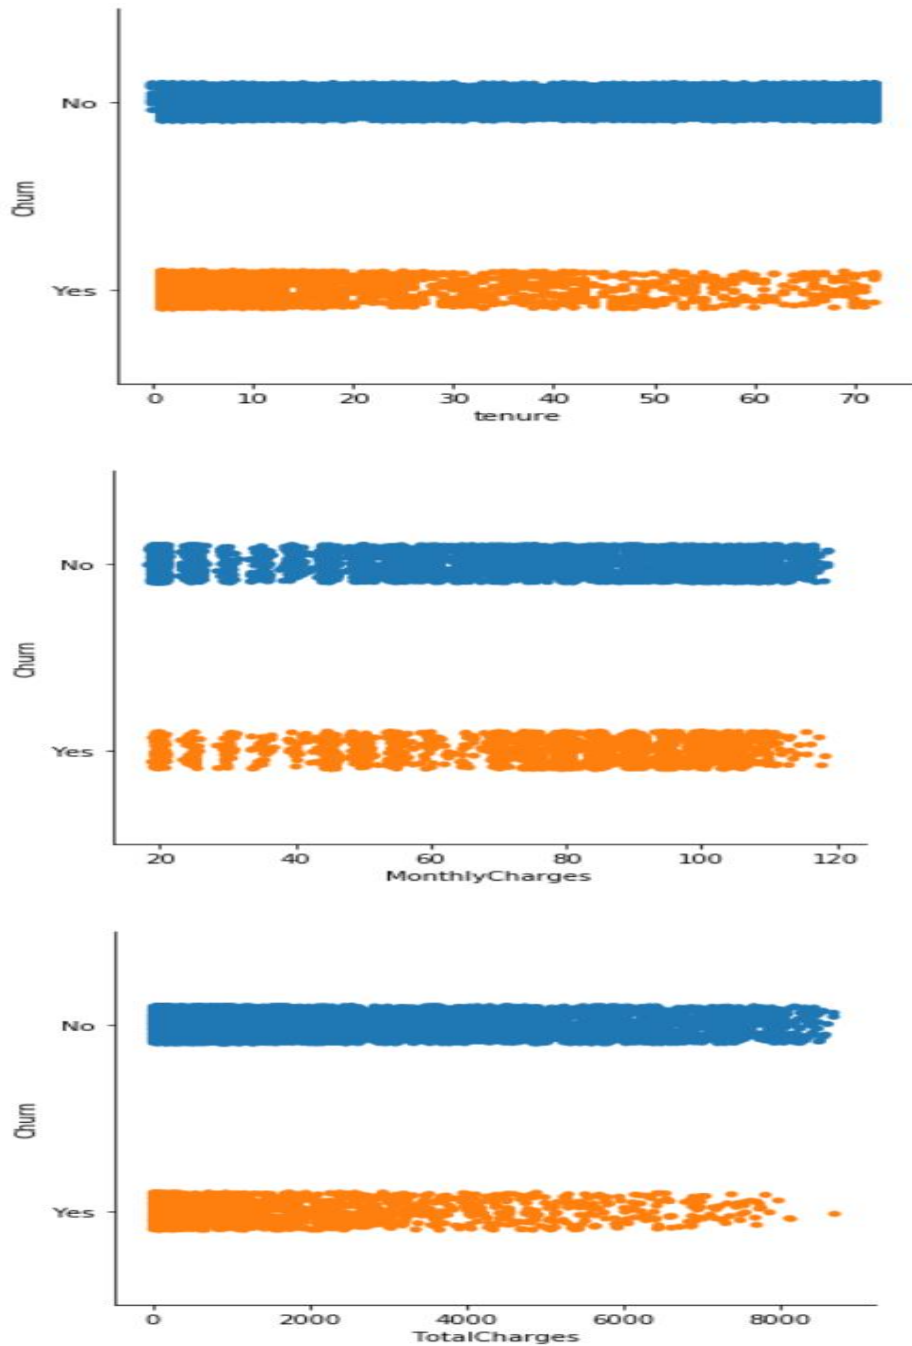 No
Churn
Yes
0 10 20 30 40 50 60 70
tenure
No
Churn
Yes
20 40 60 80 100 120
MonthlyCharges
No
Churn
Yes
0 2000 4000 6000 8000
TotalCharges